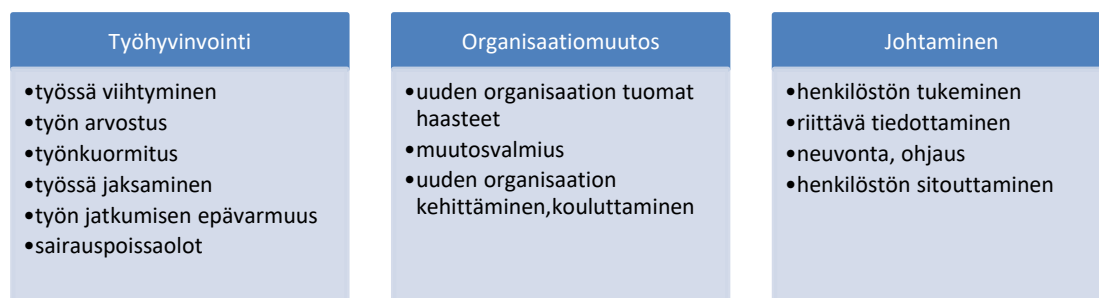 Työhyvinvointi
•työssä viihtyminen
•työn arvostus
•työnkuormitus
•työssä jaksaminen
•työn jatkumisen epävarmuus
•sairauspoissaolot
Organisaatiomuutos
•uuden organisaation tuomat
haasteet
•muutosvalmius
•uuden organisaation
kehittäminen,kouluttaminen
Johtaminen
•henkilöstön tukeminen
•riittävä tiedottaminen
•neuvonta, ohjaus
•henkilöstön sitouttaminen